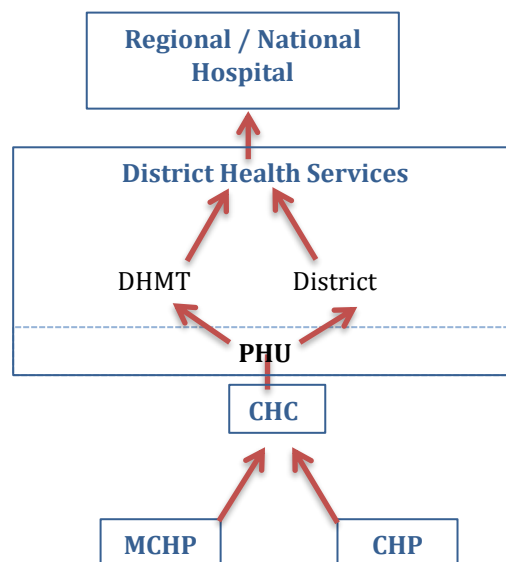 Regional / National
Hospital
District Health Services
DHMT
District
PHU
CHC
MCHP
CHP